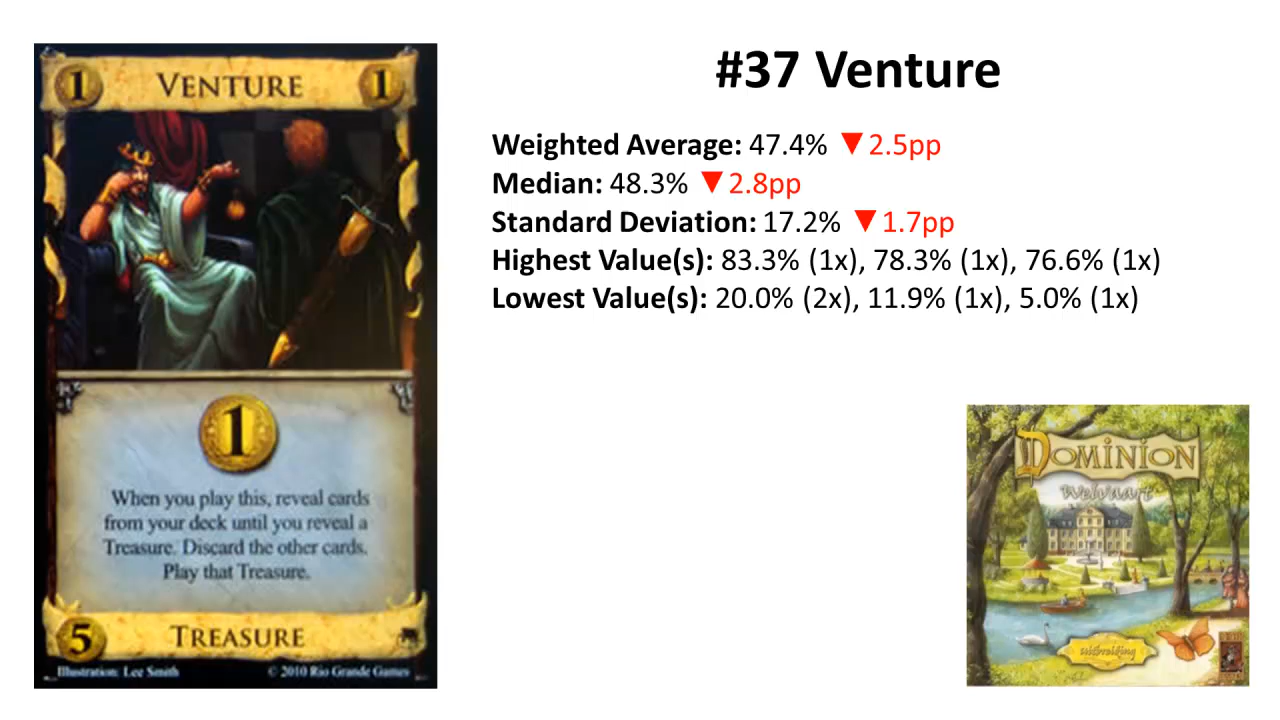 1 VENTURE 1
1
When you play this, reveal cards
from your deck until you reveal a
Treasure. Discard the other cards.
Play that Treasure.
5 TREASURE
Illustration: Lee Smith © 2010 Rio Grande Games
#37 Venture
Weighted Average: 47.4% ▼2.5pp
Median: 48.3% ▼2.8pp
Standard Deviation: 17.2% ▼1.7pp
Highest Value(s): 83.3% (1x), 78.3% (1x), 76.6% (1x)
Lowest Value(s): 20.0% (2x), 11.9% (1x), 5.0% (1x)
DOMINION
Welvaart
uitbreiding